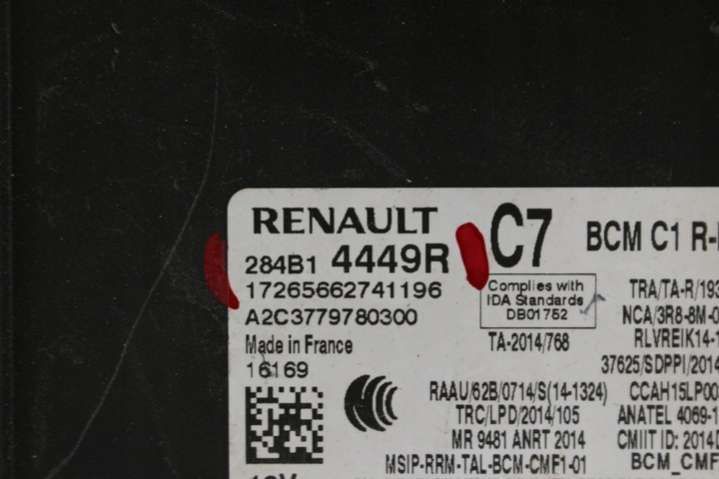 RENAULT
C7
BCM C1 R-
284B1 4449R
17265662741196
A2C3779780300
Made in France
16169
Complies with
IDA Standards
DB01752
TA-2014/768
TRA/TA-R/193
NCA/3R8-8M-0
RLVREIK14-1
37625/SDPPI/2014
RAAU/62B/0714/S(14-1324)
CCAH15LP00
TRC/LPD/2014/105
ANATEL 4069-1
MR 9481 ANRT 2014
CMIIT ID: 2014D
MSIP-RRM-TAL-BCM-CMF1-01
BCM_CMF